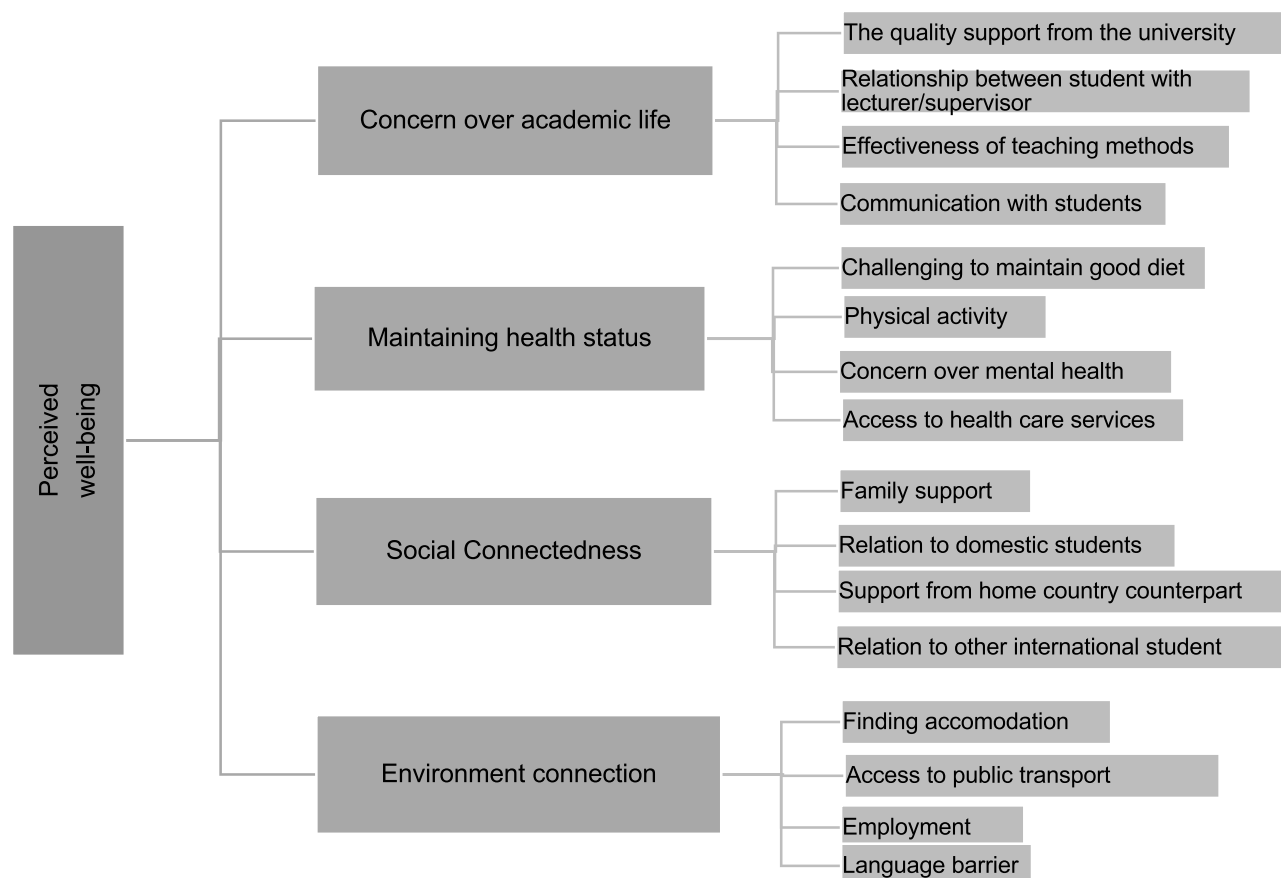 Perceived
well-being
Concern over academic life
The quality support from the university
Relationship between student with
lecturer/supervisor
Effectiveness of teaching methods
Communication with students
Maintaining health status
Challenging to maintain good diet
Physical activity
Concern over mental health
Access to health care services
Social Connectedness
Family support
Relation to domestic students
Support from home country counterpart
Relation to other international student
Environment connection
Finding accomodation
Access to public transport
Employment
Language barrier